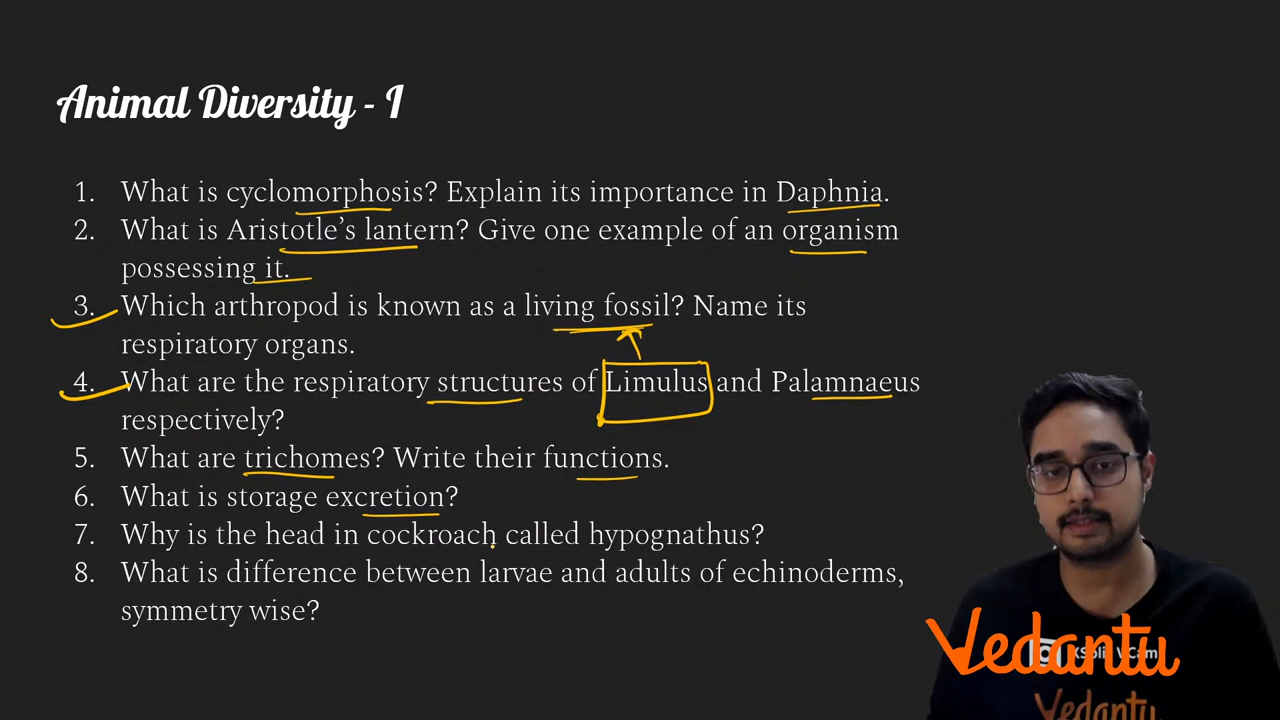 Animal Diversity - I
1. What is cyclomorphosis? Explain its importance in Daphnia.
2. What is Aristotle's lantern? Give one example of an organism
possessing it.
3. Which arthropod is known as a living fossil? Name its
respiratory organs.
4. What are the respiratory structures of Limulus and Palamnaeus
respectively?
5. What are trichomes? Write their functions.
6. What is storage excretion?
7. Why is the head in cockroach called hypognathus?
8. What is difference between larvae and adults of echinoderms,
symmetry wise?
Vedantu
XSplit VCam
Vedantu